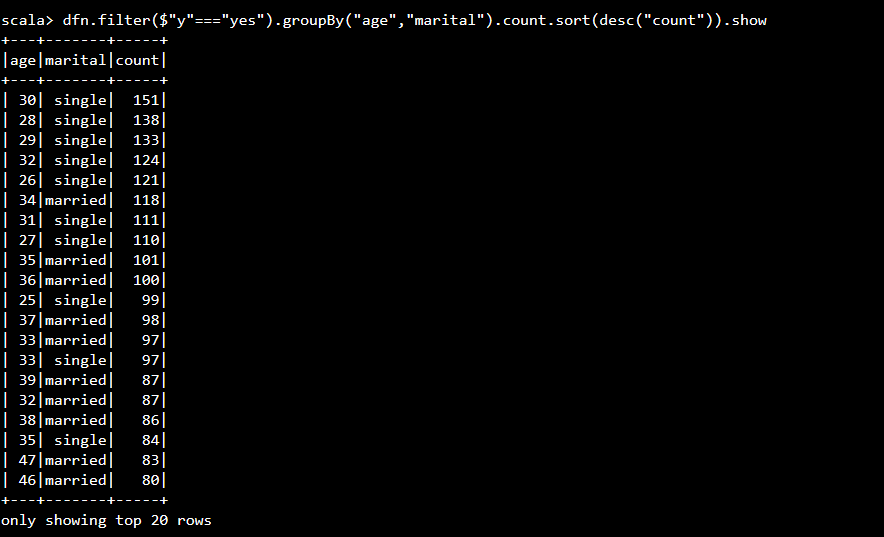 scala> dfn.filter($"y"==="yes").groupBy("age","marital").count.sort(desc("count")).show
+---+-------+-----+
|age|marital|count|
+---+-------+-----+
| 30| single|  151|
| 28| single|  138|
| 29| single|  133|
| 32| single|  124|
| 26| single|  121|
| 34|married|  118|
| 31| single|  111|
| 27| single|  110|
| 35|married|  101|
| 36|married|  100|
| 25| single|   99|
| 37|married|   98|
| 33|married|   97|
| 33| single|   97|
| 39|married|   87|
| 32|married|   87|
| 38|married|   86|
| 35| single|   84|
| 47|married|   83|
| 46|married|   80|
+---+-------+-----+
only showing top 20 rows